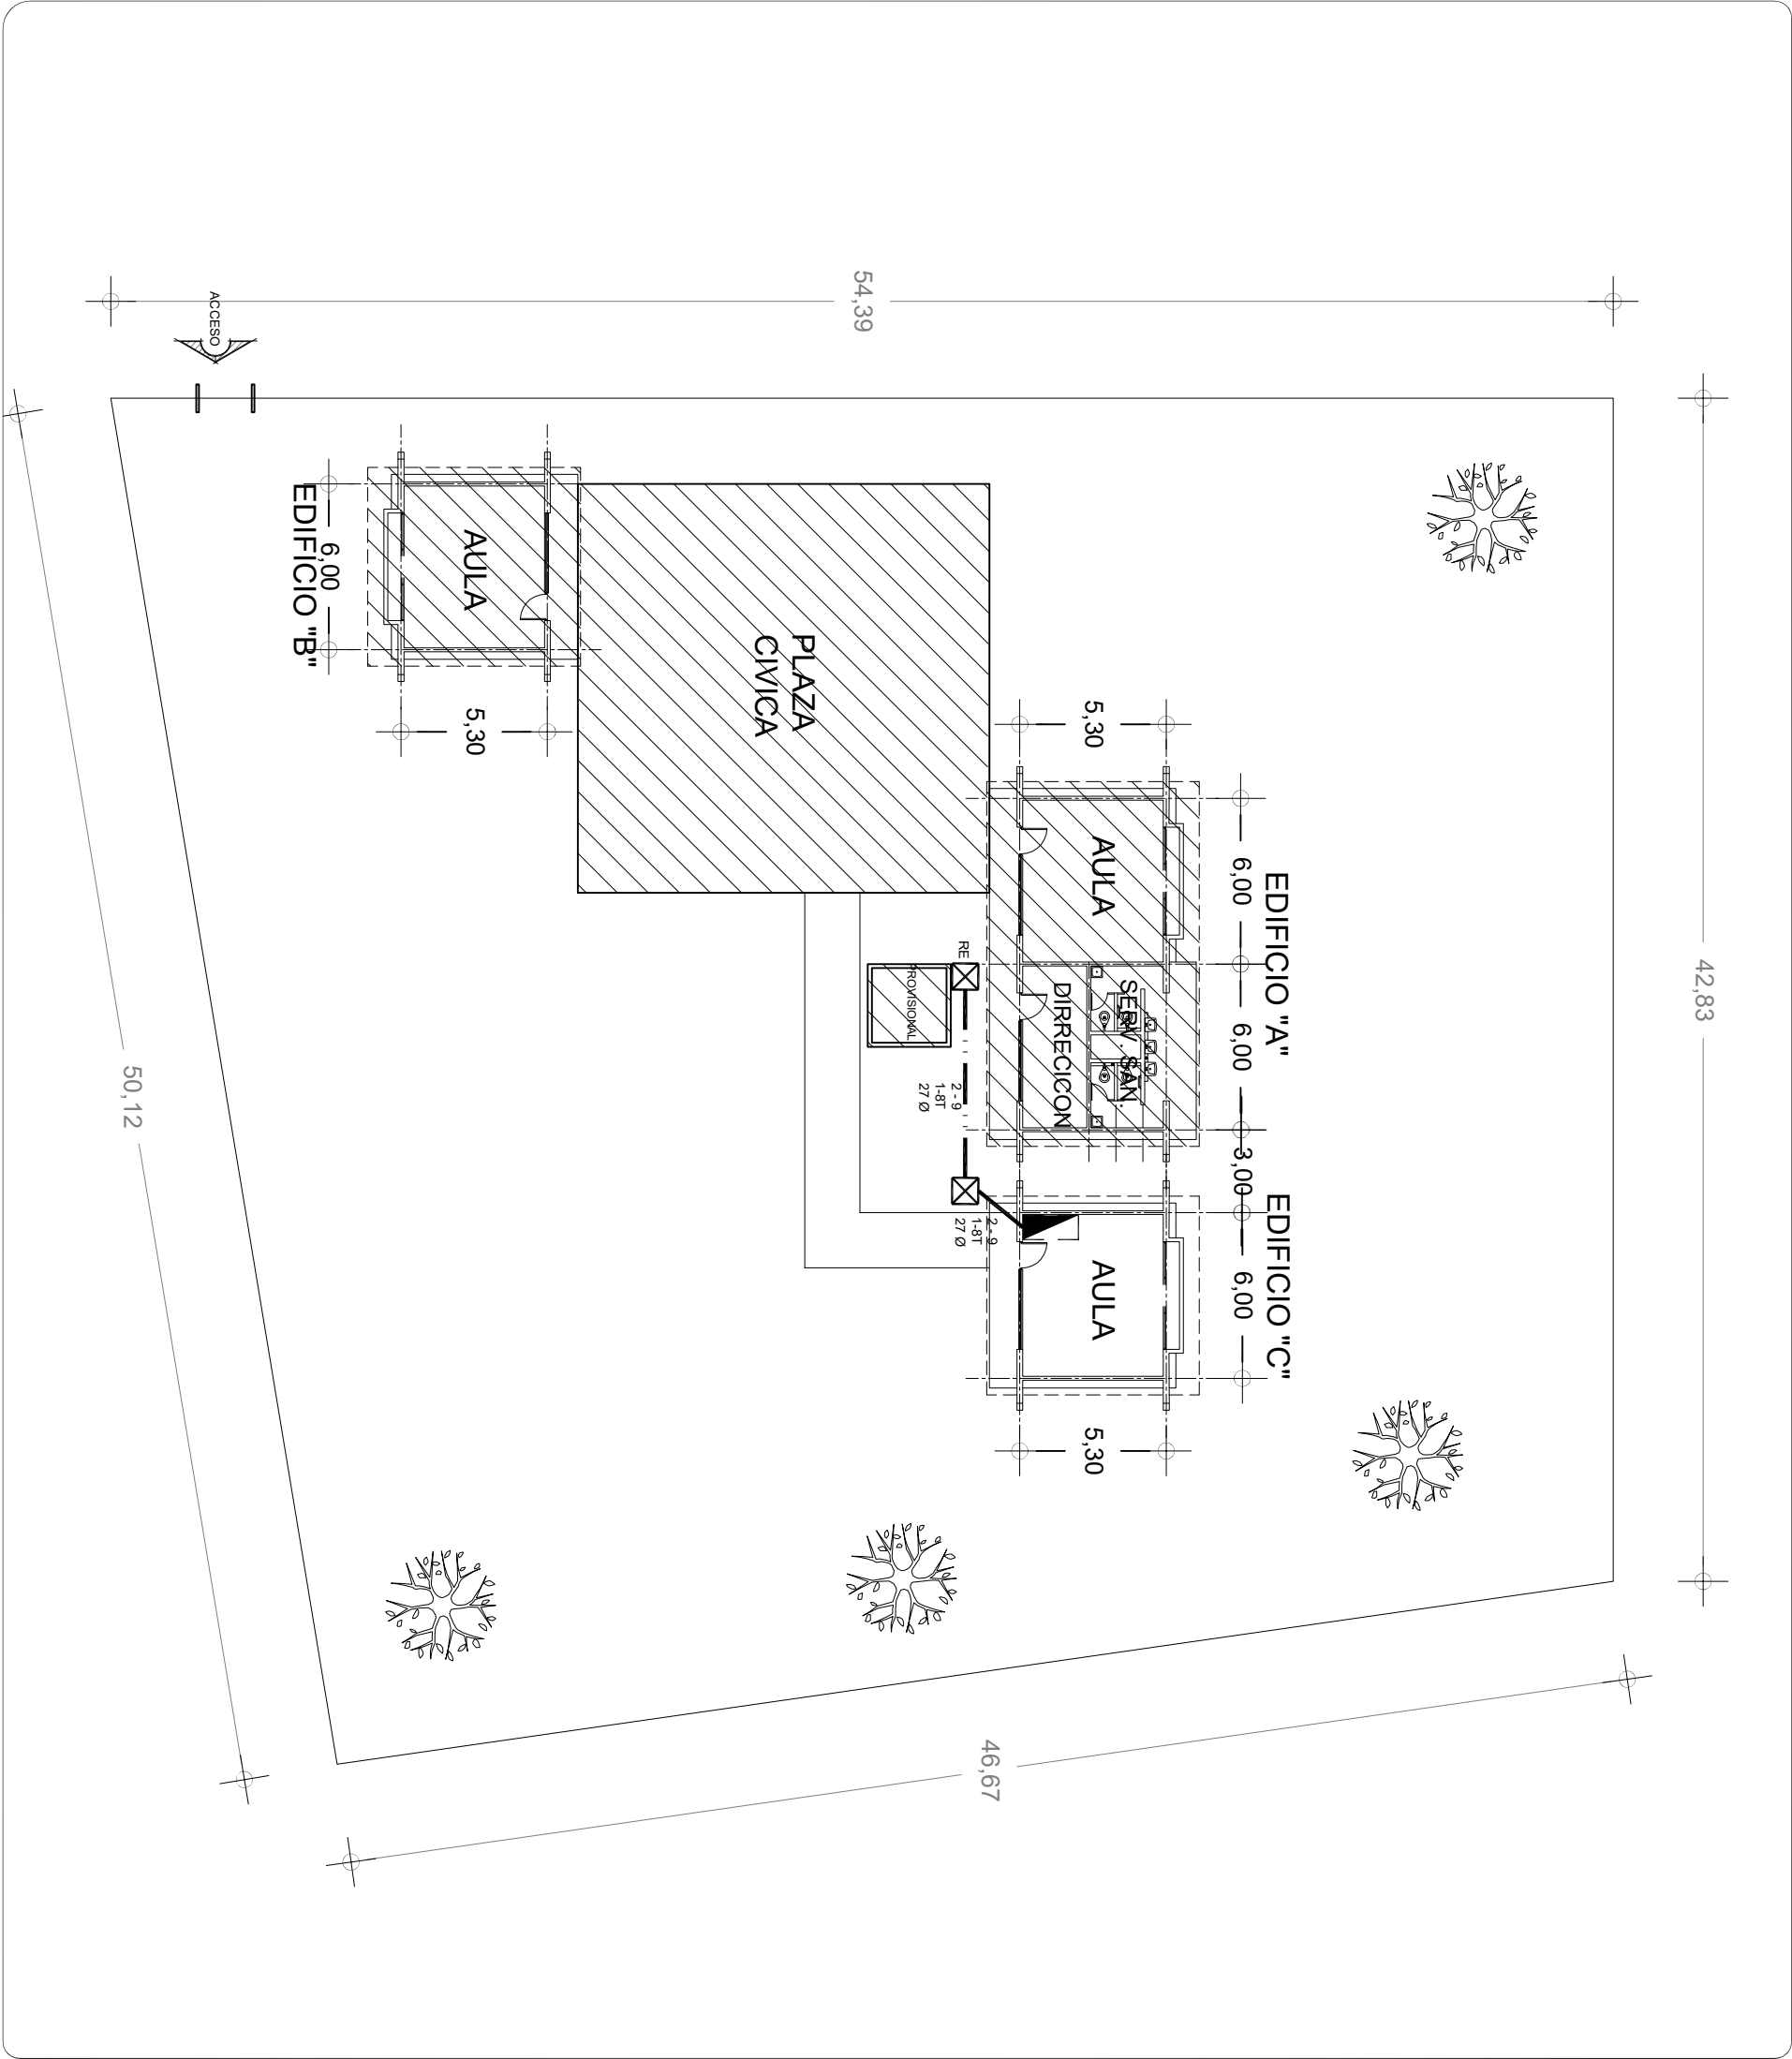 42,83
EDIFICIO "A"
EDIFICIO "C"
6,00
6,00
3,00
6,00
5,30
AULA
SERV. SAN.
DIRRECICON
AULA
5,30
RE
PROVISIONAL
2 - 9
1-8T
27 Ø
2 - 9
1-8T
27 Ø
54,39
PLAZA
CIVICA
46,67
AULA
5,30
6,00
EDIFICIO "B"
ACCESO
50,12